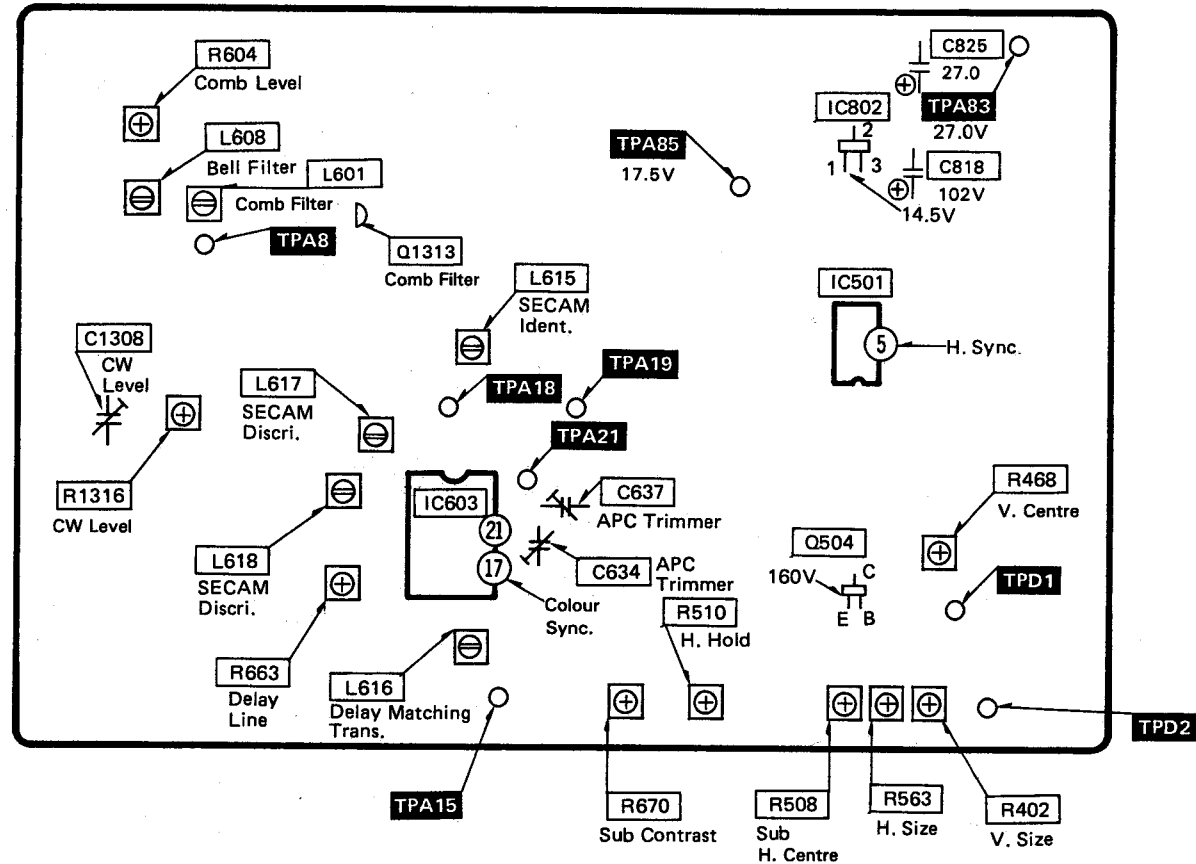 R604
Comb Level
L608
Bell Filter
L601
Comb Filter
TPA8
Q1313
Comb Filter
TPA85
17.5V
IC802
2
1
3
14.5V
C825
27.0
TPA83
27.0V
C818
102V
L615
SECAM
Ident.
IC501
5
H. Sync.
C1308
CW
Level
L617
SECAM
Discri.
TPA18
TPA19
TPA21
R1316
CW Level
IC603
21
17
C637
APC Trimmer
C634
APC
Trimmer
Colour
Sync.
L618
SECAM
Discri.
R468
V. Centre
Q504
160V
C
E B
TPD1
R510
H. Hold
R663
Delay
Line
L616
Delay Matching
Trans.
TPD2
TPA15
R670
Sub Contrast
R508
Sub
H. Centre
R563
H. Size
R402
V. Size